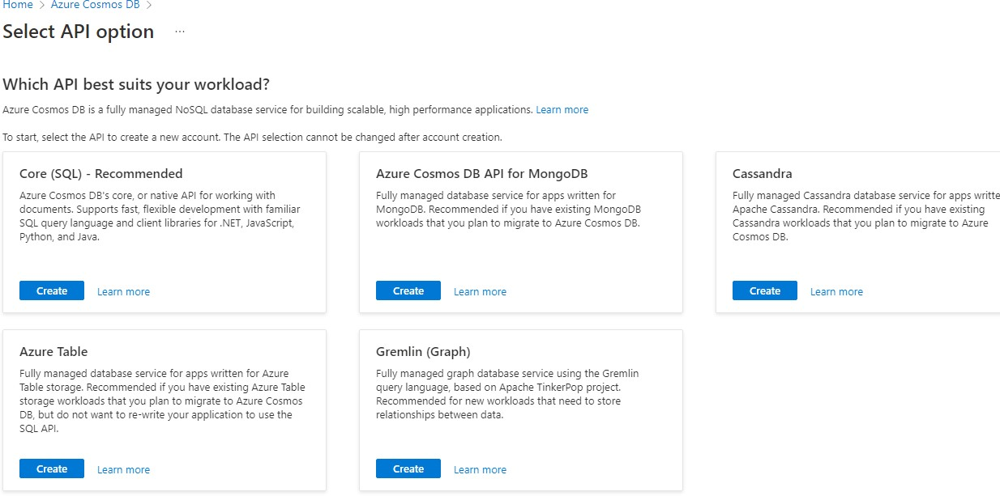 Home > Azure Cosmos DB >
Select API option ...
Which API best suits your workload?
Azure Cosmos DB is a fully managed NoSQL database service for building scalable, high performance applications. Learn more
To start, select the API to create a new account. The API selection cannot be changed after account creation.
Core (SQL) - Recommended
Azure Cosmos DB's core, or native API for working with
documents. Supports fast, flexible development with familiar
SQL query language and client libraries for .NET, JavaScript,
Python, and Java.
Create Learn more
Azure Cosmos DB API for MongoDB
Fully managed database service for apps written for
MongoDB. Recommended if you have existing MongoDB
workloads that you plan to migrate to Azure Cosmos DB.
Create Learn more
Cassandra
Fully managed Cassandra database service for apps writte
Apache Cassandra. Recommended if you have existing
Cassandra workloads that you plan to migrate to Azure
Cosmos DB.
Create Learn more
Azure Table
Fully managed database service for apps written for Azure
Table storage. Recommended if you have existing Azure Table
storage workloads that you plan to migrate to Azure Cosmos
DB, but do not want to re-write your application to use the
SQL API.
Create Learn more
Gremlin (Graph)
Fully managed graph database service using the Gremlin
query language, based on Apache TinkerPop project.
Recommended for new workloads that need to store
relationships between data.
Create Learn more